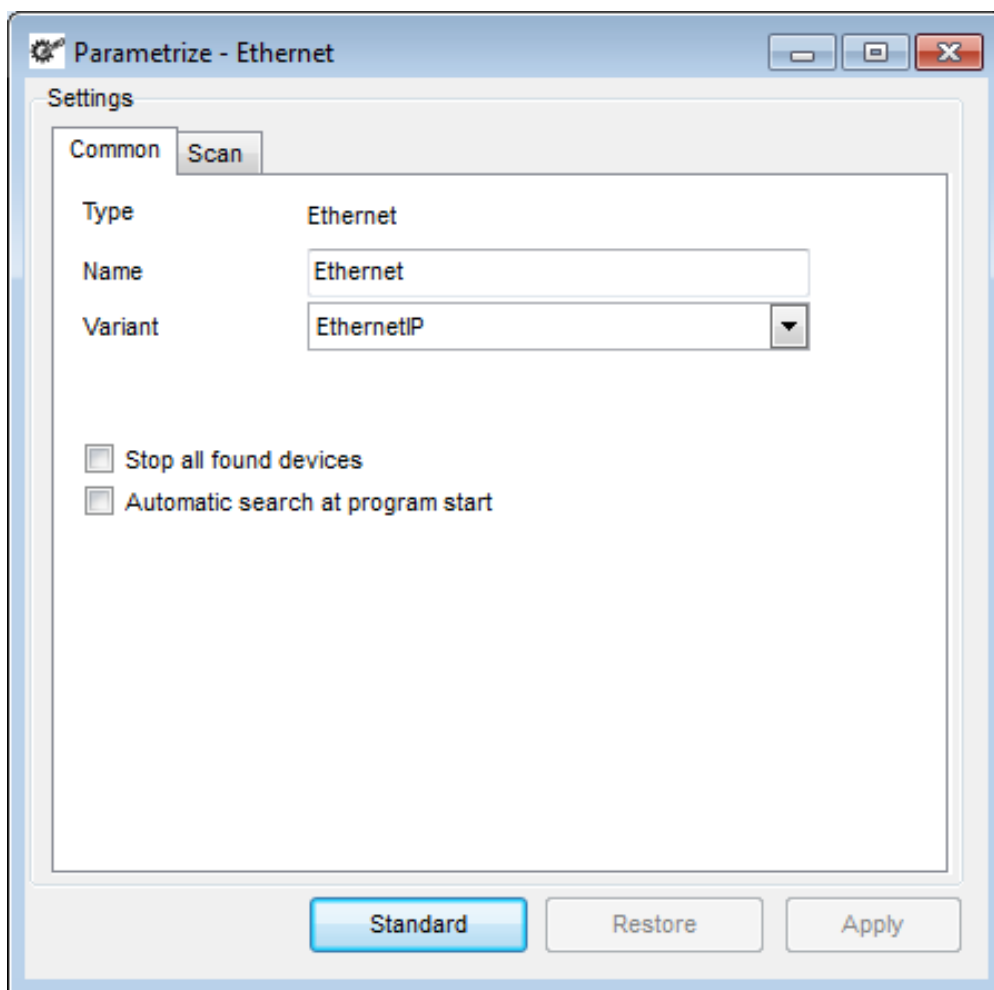 Parametrize - Ethernet
Settings
Common Scan
Type Ethernet
Name Ethernet
Variant EthernetIP
Stop all found devices
Automatic search at program start
Standard Restore Apply